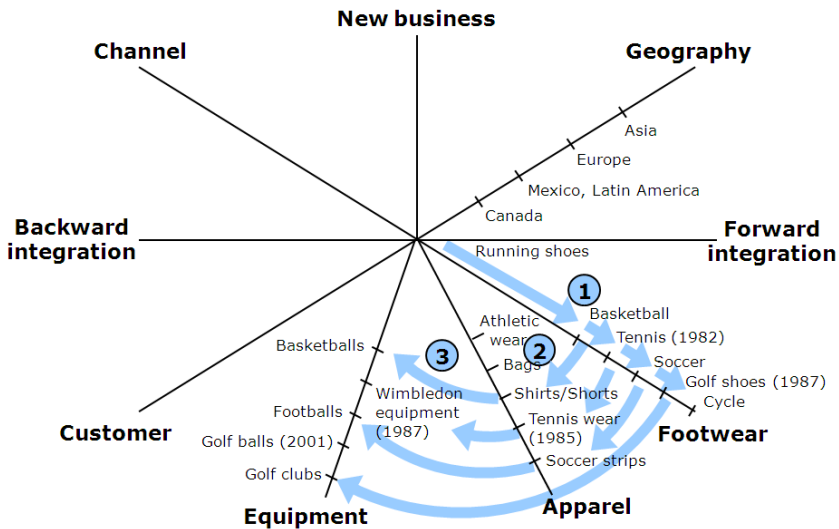 New business
Channel
Geography
Asia
Europe
Mexico, Latin America
Canada
Backward
integration
Forward
integration
Running shoes
1
Basketball
Tennis (1982)
Soccer
Golf shoes (1987)
Cycle
Footwear
Athletic
wear
2
Bags
Shirts/Shorts
Tennis wear
(1985)
Soccer strips
Apparel
3
Basketballs
Wimbledon
equipment
(1987)
Footballs
Golf balls (2001)
Golf clubs
Equipment
Customer